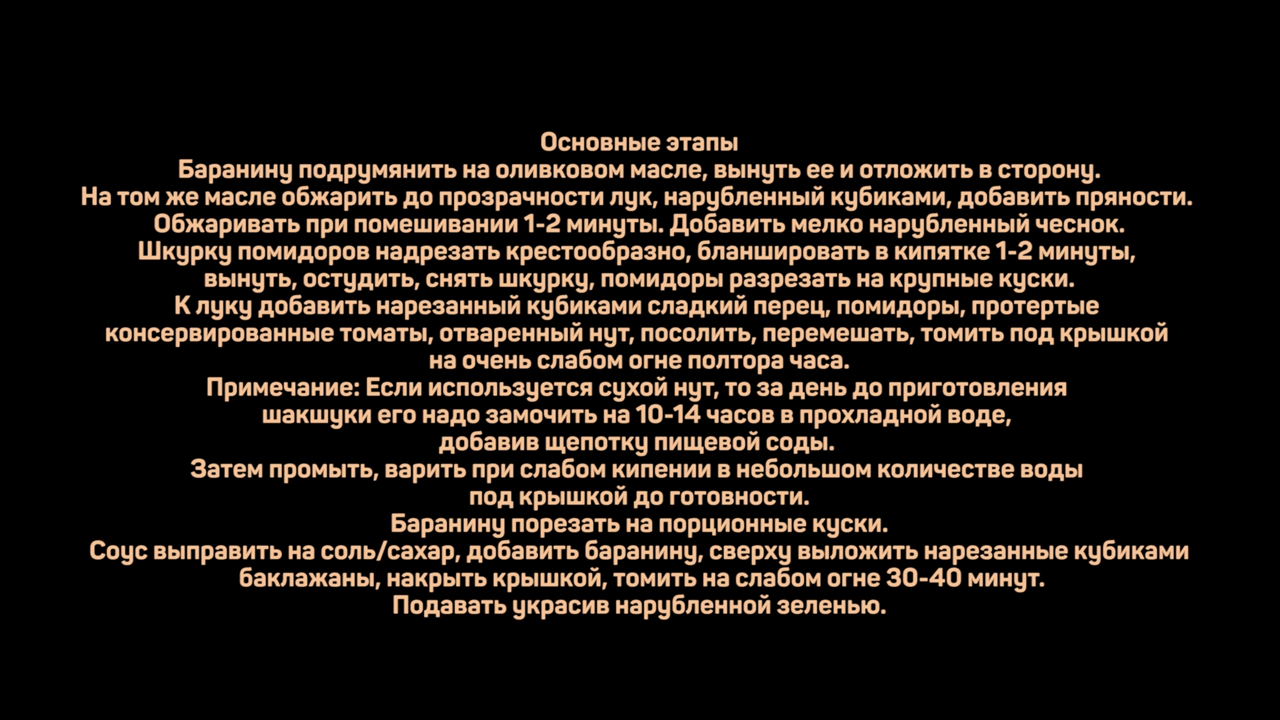 Основные этапы
Баранину подрумянить на оливковом масле, вынуть ее и отложить в сторону.
На том же масле обжарить до прозрачности лук, нарубленный кубиками, добавить пряности.
Обжаривать при помешивании 1-2 минуты. Добавить мелко нарубленный чеснок.
Шкурку помидоров надрезать крестообразно, бланшировать в кипятке 1-2 минуты,
вынуть, остудить, снять шкурку, помидоры разрезать на крупные куски.
К луку добавить нарезанный кубиками сладкий перец, помидоры, протертые
консервированные томаты, отваренный нут, посолить, перемешать, томить под крышкой
на очень слабом огне полтора часа.
Примечание: Если используется сухой нут, то за день до приготовления
шакшуки его надо замочить на 10-14 часов в прохладной воде,
добавив щепотку пищевой соды.
Затем промыть, варить при слабом кипении в небольшом количестве воды
под крышкой до готовности.
Баранину порезать на порционные куски.
Соус выправить на соль/сахар, добавить баранину, сверху выложить нарезанные кубиками
баклажаны, накрыть крышкой, томить на слабом огне 30-40 минут.
Подавать украсив нарубленной зеленью.